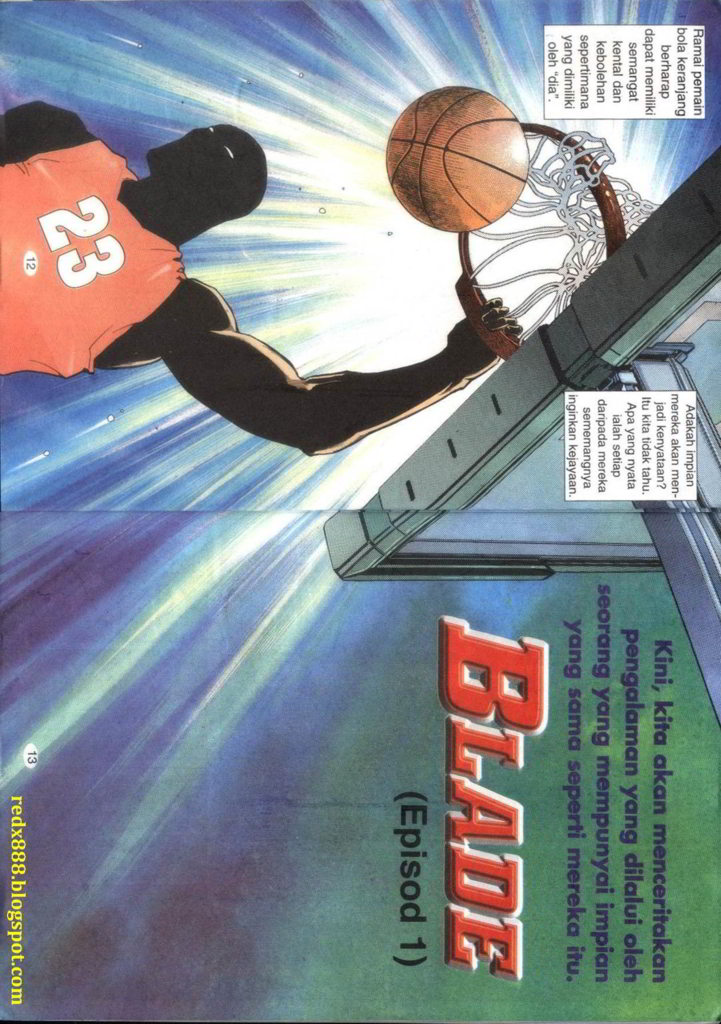 Ramai pemain
bola keranjang
berharap
dapat memiliki
semangat
kental dan
kebolehan
sepertimana
yang dimiliki
oleh "dia".
23
12
Adakah impian
mereka akan men-
jadi kenyataan?
Itu kita tidak tahu.
Apa yang nyata
ialah setiap
daripada mereka
sememangnya
inginkan kejayaan.
Kini, kita akan menceritakan
pengalaman yang dilalui oleh
seorang yang mempunyai impian
yang sama seperti mereka itu.
BLADE
(Episod 1)
13
redx888.blogspot.com